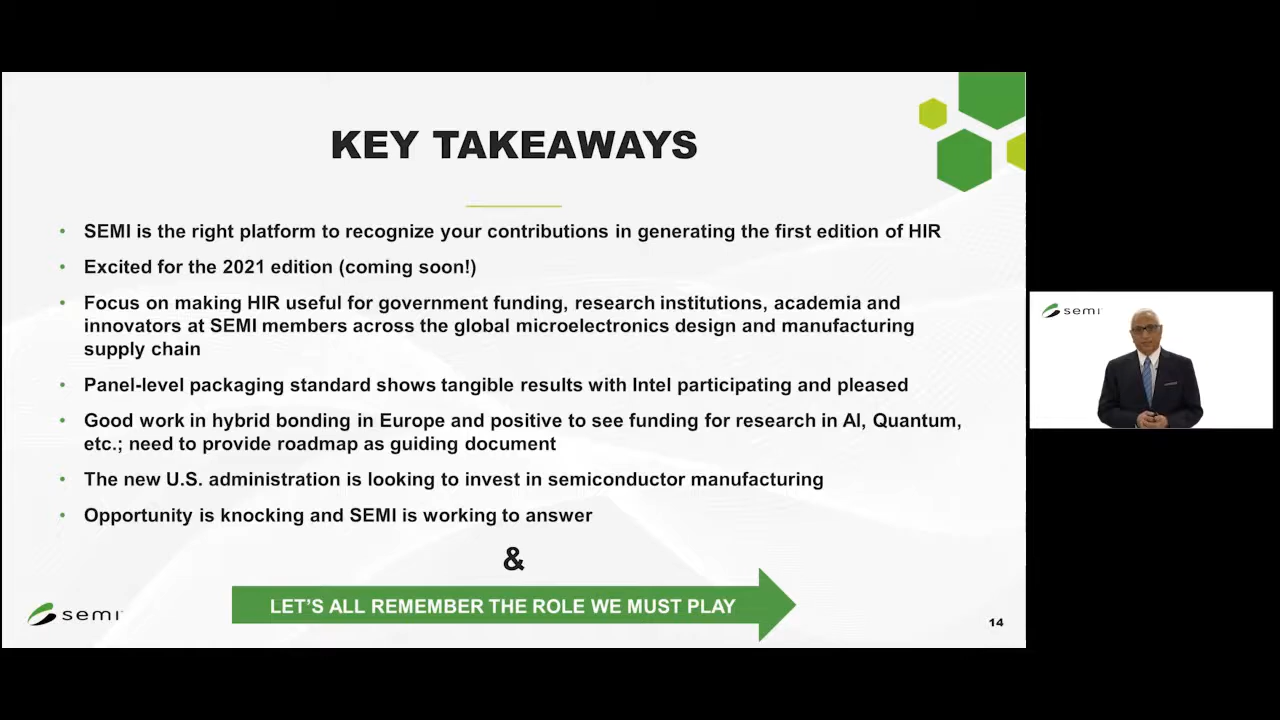 KEY TAKEAWAYS
• SEMI is the right platform to recognize your contributions in generating the first edition of HIR
• Excited for the 2021 edition (coming soon!)
• Focus on making HIR useful for government funding, research institutions, academia and
innovators at SEMI members across the global microelectronics design and manufacturing
supply chain
• Panel-level packaging standard shows tangible results with Intel participating and pleased
• Good work in hybrid bonding in Europe and positive to see funding for research in AI, Quantum,
etc.; need to provide roadmap as guiding document
• The new U.S. administration is looking to invest in semiconductor manufacturing
• Opportunity is knocking and SEMI is working to answer
&
LET'S ALL REMEMBER THE ROLE WE MUST PLAY
semi
14
semi